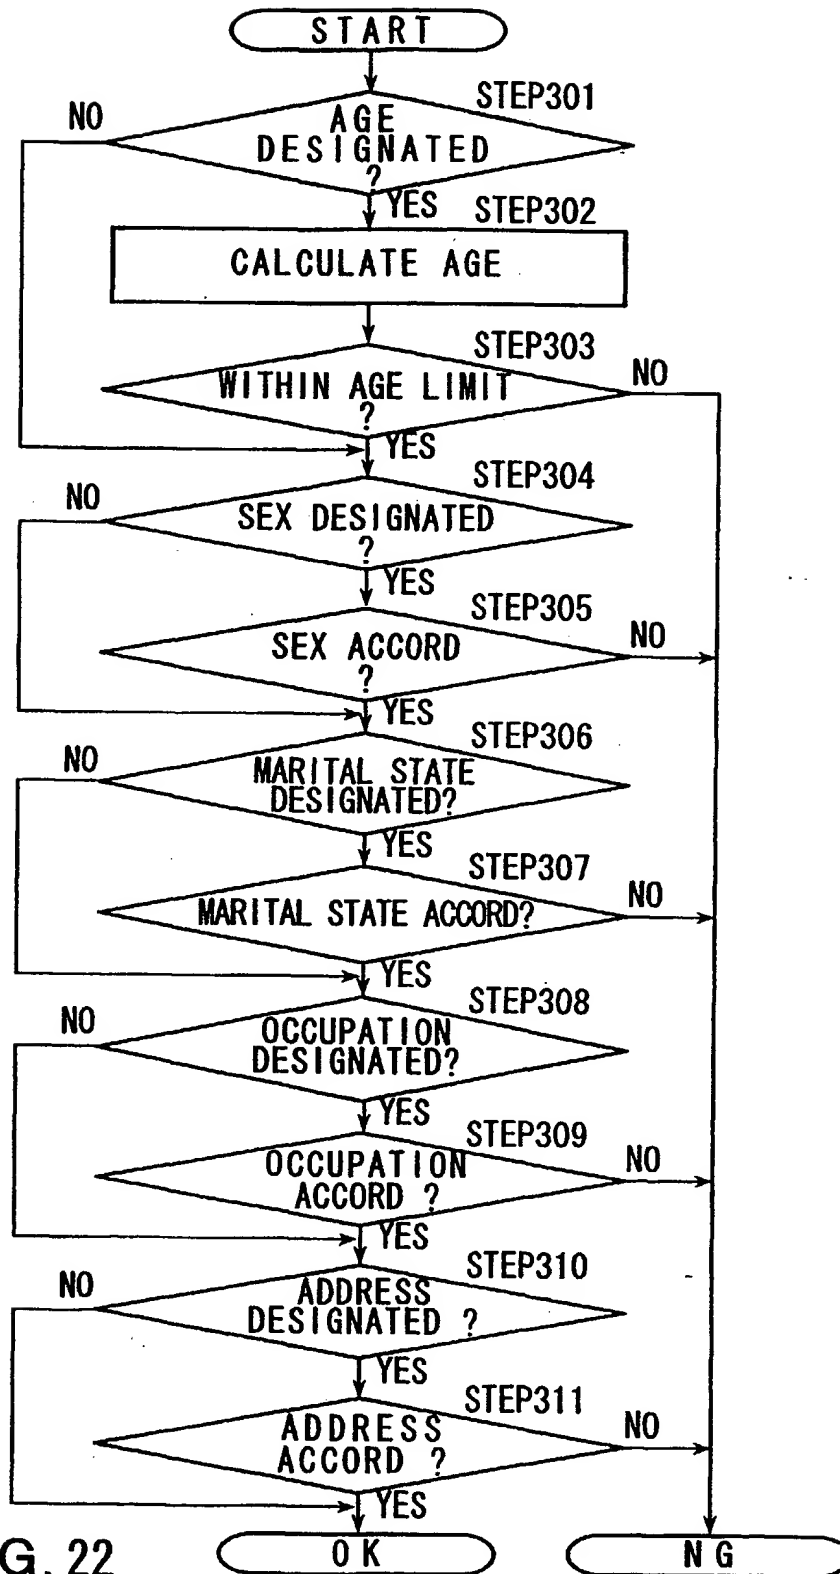 START
STEP301
NO
AGE
DESIGNATED
?
YES
STEP302
CALCULATE AGE
STEP303
WITHIN AGE LIMIT
?
NO
YES
STEP304
NO
SEX DESIGNATED
?
YES
STEP305
SEX ACCORD
?
NO
YES
STEP306
NO
MARITAL STATE
DESIGNATED?
YES
STEP307
MARITAL STATE ACCORD?
NO
YES
STEP308
NO
OCCUPATION
DESIGNATED?
YES
STEP309
OCCUPATION
ACCORD ?
NO
YES
STEP310
NO
ADDRESS
DESIGNATED ?
YES
STEP311
ADDRESS
ACCORD ?
NO
YES
G. 22
OK
NG